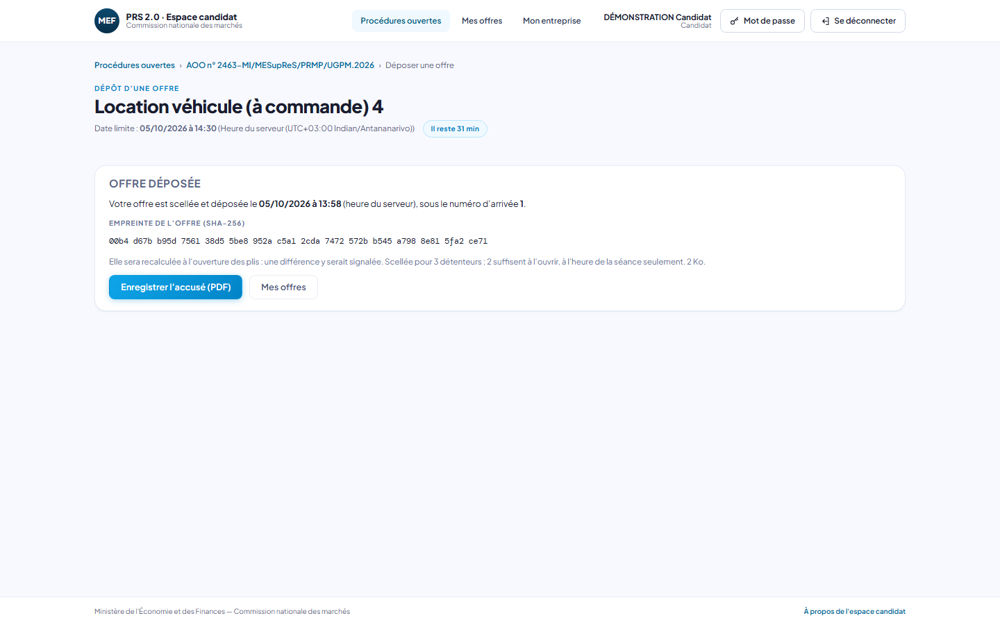 MEF
PRS 2.0 · Espace candidat
Commission nationale des marchés
Procédures ouvertes
Mes offres
Mon entreprise
DÉMONSTRATION Candidat
Candidat
Mot de passe
Se déconnecter
Procédures ouvertes › AOO n° 2463-MI/MESupReS/PRMP/UGPM.2026 › Déposer une offre
DÉPÔT D’UNE OFFRE
Location véhicule (à commande) 4
Date limite : 05/10/2026 à 14:30 (Heure du serveur (UTC+03:00 Indian/Antananarivo))
Il reste 31 min
OFFRE DÉPOSÉE
Votre offre est scellée et déposée le 05/10/2026 à 13:58 (heure du serveur), sous le numéro d’arrivée 1.
EMPREINTE DE L’OFFRE (SHA-256)
00b4 d67b b95d 7561 38d5 5be8 952a c5a1 2cda 7472 572b b545 a798 8e81 5fa2 ce71
Elle sera recalculée à l’ouverture des plis : une différence y serait signalée. Scellée pour 3 détenteurs ; 2 suffisent à l’ouvrir, à l’heure de la séance seulement. 2 Ko.
Enregistrer l’accusé (PDF)
Mes offres
Ministère de l’Économie et des Finances — Commission nationale des marchés
À propos de l’espace candidat